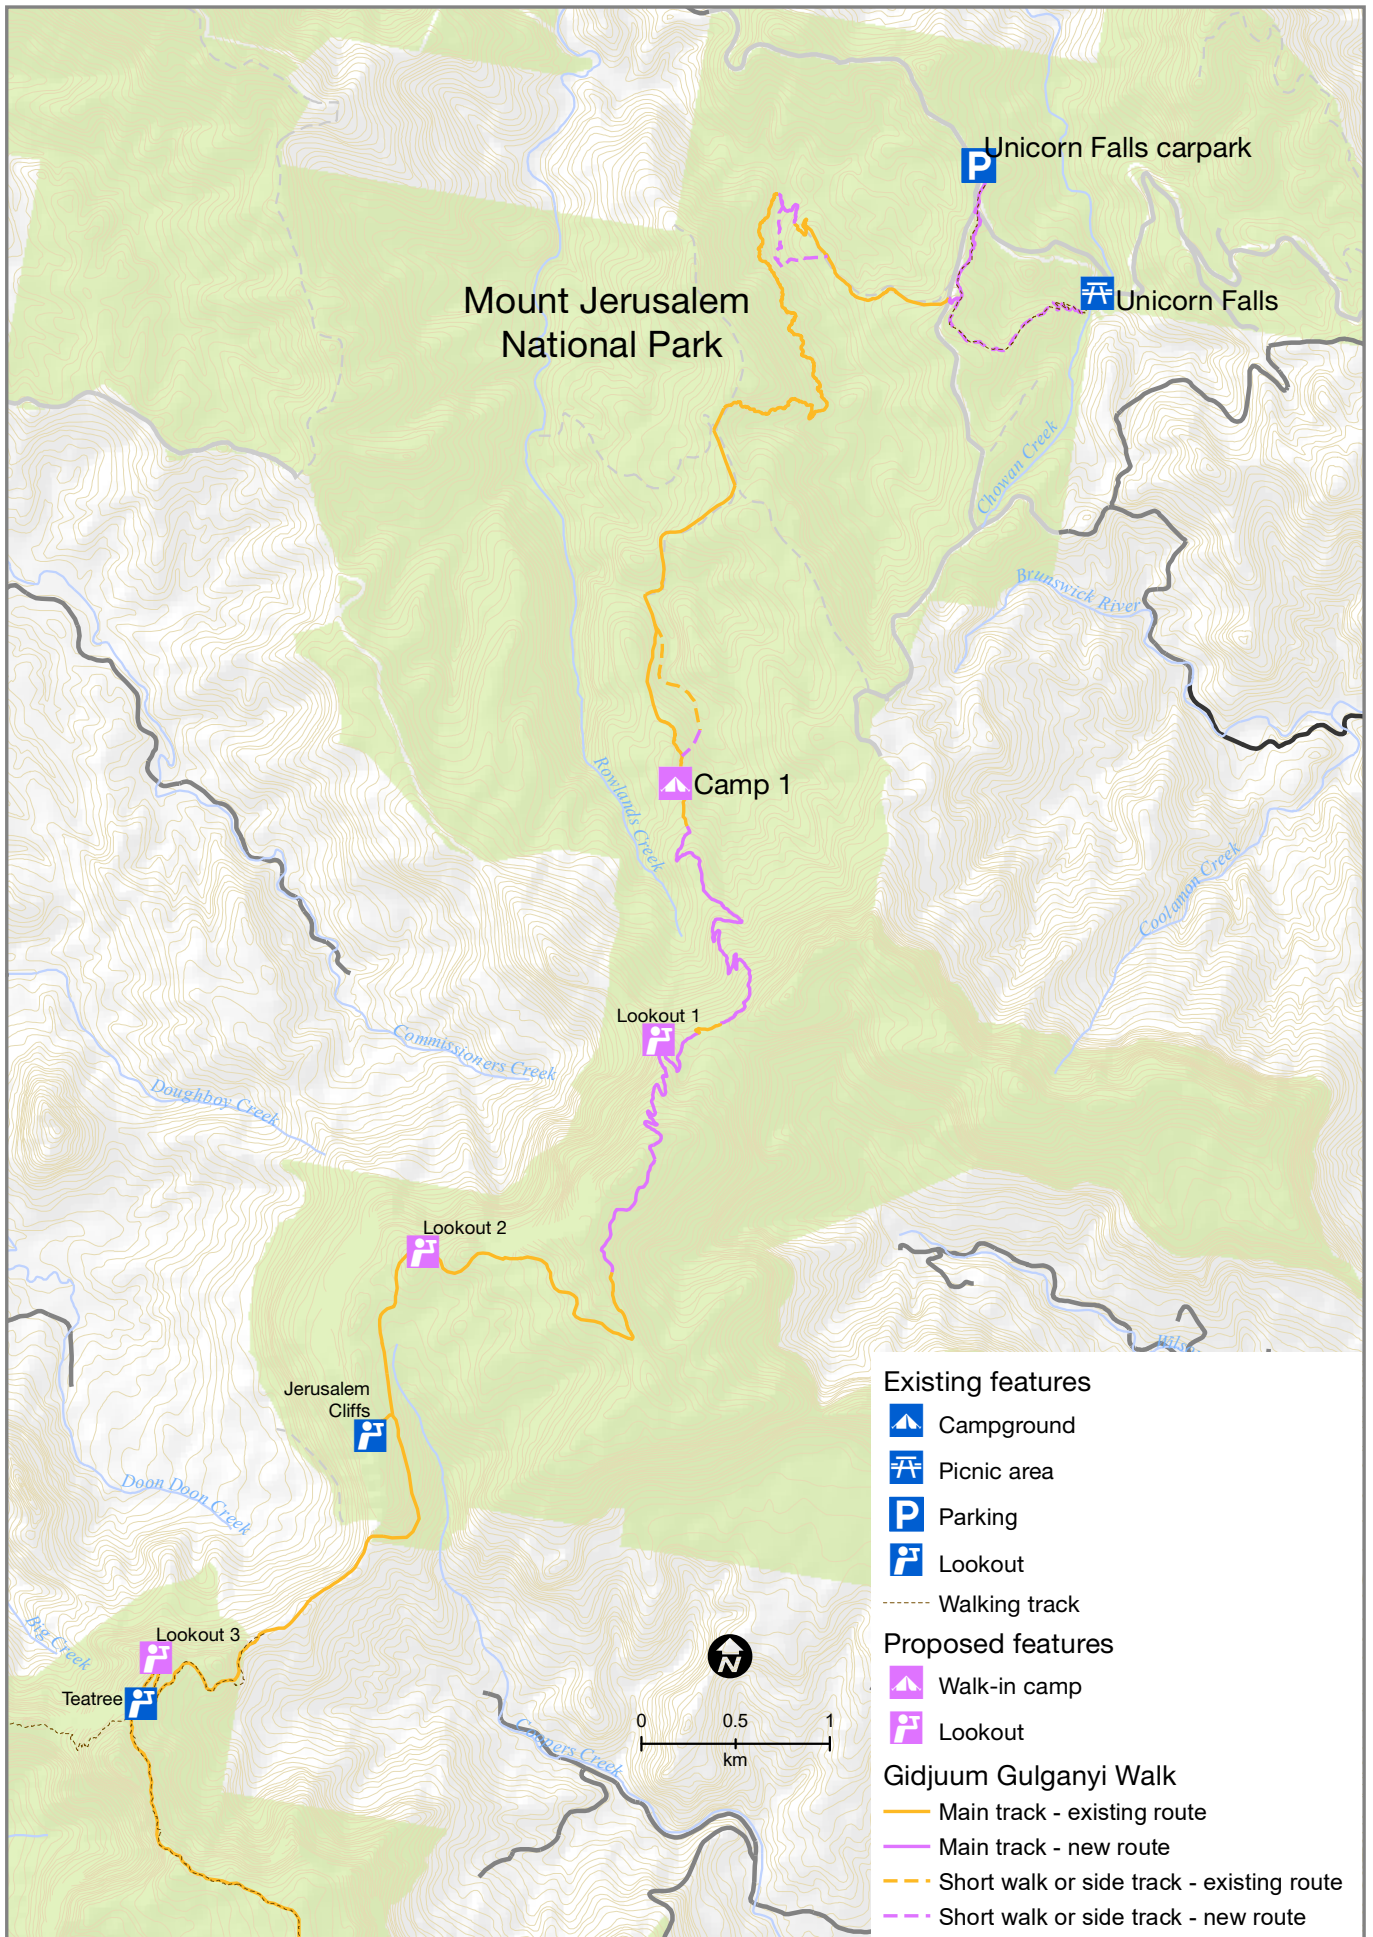 Unicorn Falls carpark
Mount Jerusalem
National Park
Unicorn Falls
Chowan Creek
Brunswick River
Rowlands Creek
Camp 1
Coolamon Creek
Lookout 1
Commissioners Creek
Doughboy Creek
Lookout 2
Jerusalem
Cliffs
Doon Doon Creek
Big Creek
Lookout 3
Teatree
Coopers Creek
N
0 0.5 1
km
Existing features
Campground
Picnic area
P Parking
Lookout
Walking track
Proposed features
Walk-in camp
Lookout
Gidjuum Gulganyi Walk
Main track - existing route
Main track - new route
Short walk or side track - existing route
Short walk or side track - new route